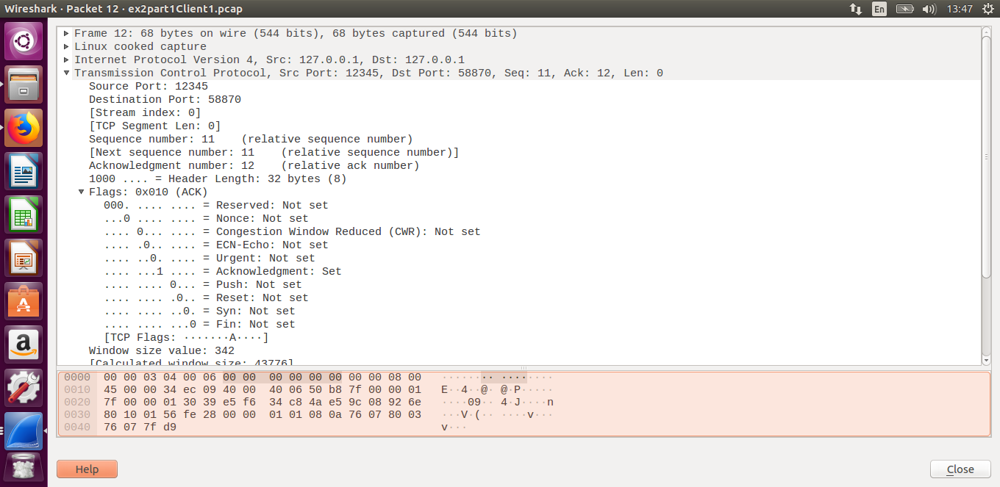 Wireshark · Packet 12 · ex2part1Client1.pcap
En
13:47
Frame 12: 68 bytes on wire (544 bits), 68 bytes captured (544 bits)
Linux cooked capture
Internet Protocol Version 4, Src: 127.0.0.1, Dst: 127.0.0.1
Transmission Control Protocol, Src Port: 12345, Dst Port: 58870, Seq: 11, Ack: 12, Len: 0
Source Port: 12345
Destination Port: 58870
[Stream index: 0]
[TCP Segment Len: 0]
Sequence number: 11    (relative sequence number)
[Next sequence number: 11    (relative sequence number)]
Acknowledgment number: 12    (relative ack number)
1000 .... = Header Length: 32 bytes (8)
Flags: 0x010 (ACK)
000. .... .... = Reserved: Not set
...0 .... .... = Nonce: Not set
.... 0... .... = Congestion Window Reduced (CWR): Not set
.... .0.. .... = ECN-Echo: Not set
.... ..0. .... = Urgent: Not set
.... ...1 .... = Acknowledgment: Set
.... .... 0... = Push: Not set
.... .... .0.. = Reset: Not set
.... .... ..0. = Syn: Not set
.... .... ...0 = Fin: Not set
[TCP Flags: ·······A····]
Window size value: 342
[Calculated window size: 43776]
0000 00 00 03 04 00 06 00 00 00 00 00 00 00 00 08 00 ········ ········
0010 45 00 00 34 ec 09 40 00 40 06 50 b8 7f 00 00 01 E··4··@· @·P·····
0020 7f 00 00 01 30 39 e5 f6 34 c8 4a e5 9c 08 92 6e ····09·· 4·J····n
0030 80 10 01 56 fe 28 00 00 01 01 08 0a 76 07 80 03 ···V·(·· ····v···
0040 76 07 7f d9 v···
Help
Close